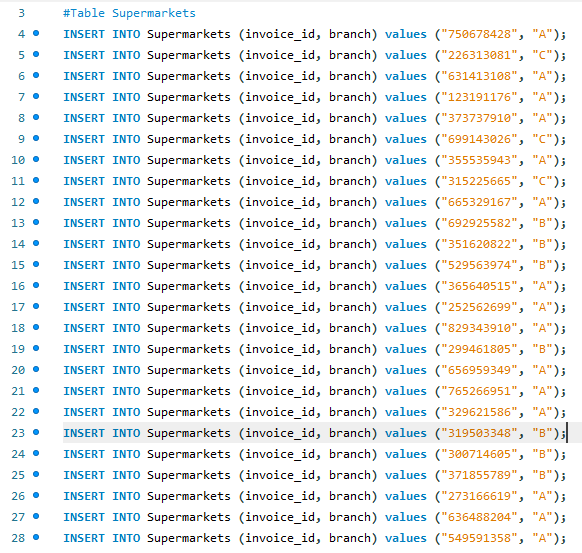 3 #Table Supermarkets
4 INSERT INTO Supermarkets (invoice_id, branch) values ("750678428", "A");
5 INSERT INTO Supermarkets (invoice_id, branch) values ("226313081", "C");
6 INSERT INTO Supermarkets (invoice_id, branch) values ("631413108", "A");
7 INSERT INTO Supermarkets (invoice_id, branch) values ("123191176", "A");
8 INSERT INTO Supermarkets (invoice_id, branch) values ("373737910", "A");
9 INSERT INTO Supermarkets (invoice_id, branch) values ("699143026", "C");
10 INSERT INTO Supermarkets (invoice_id, branch) values ("355535943", "A");
11 INSERT INTO Supermarkets (invoice_id, branch) values ("315225665", "C");
12 INSERT INTO Supermarkets (invoice_id, branch) values ("665329167", "A");
13 INSERT INTO Supermarkets (invoice_id, branch) values ("692925582", "B");
14 INSERT INTO Supermarkets (invoice_id, branch) values ("351620822", "B");
15 INSERT INTO Supermarkets (invoice_id, branch) values ("529563974", "B");
16 INSERT INTO Supermarkets (invoice_id, branch) values ("365640515", "A");
17 INSERT INTO Supermarkets (invoice_id, branch) values ("252562699", "A");
18 INSERT INTO Supermarkets (invoice_id, branch) values ("829343910", "A");
19 INSERT INTO Supermarkets (invoice_id, branch) values ("299461805", "B");
20 INSERT INTO Supermarkets (invoice_id, branch) values ("656959349", "A");
21 INSERT INTO Supermarkets (invoice_id, branch) values ("765266951", "A");
22 INSERT INTO Supermarkets (invoice_id, branch) values ("329621586", "A");
23 INSERT INTO Supermarkets (invoice_id, branch) values ("319503348", "B");
24 INSERT INTO Supermarkets (invoice_id, branch) values ("300714605", "B");
25 INSERT INTO Supermarkets (invoice_id, branch) values ("371855789", "B");
26 INSERT INTO Supermarkets (invoice_id, branch) values ("273166619", "A");
27 INSERT INTO Supermarkets (invoice_id, branch) values ("636488204", "A");
28 INSERT INTO Supermarkets (invoice_id, branch) values ("549591358", "A");